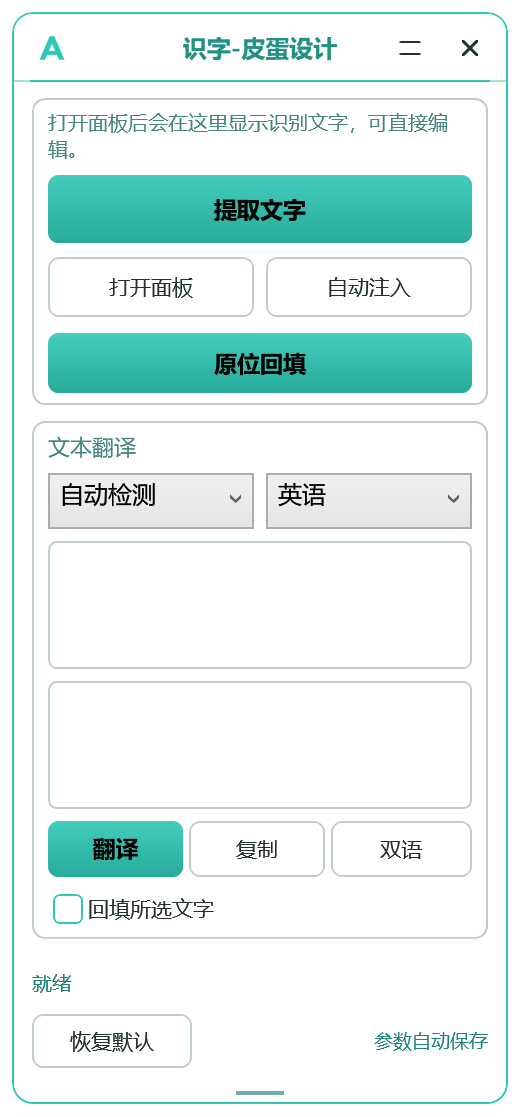 A
识字-皮蛋设计
打开面板后会在这里显示识别文字，可直接编
辑。
提取文字
打开面板
自动注入
原位回填
文本翻译
自动检测
英语
翻译
复制
双语
回填所选文字
就绪
恢复默认
参数自动保存